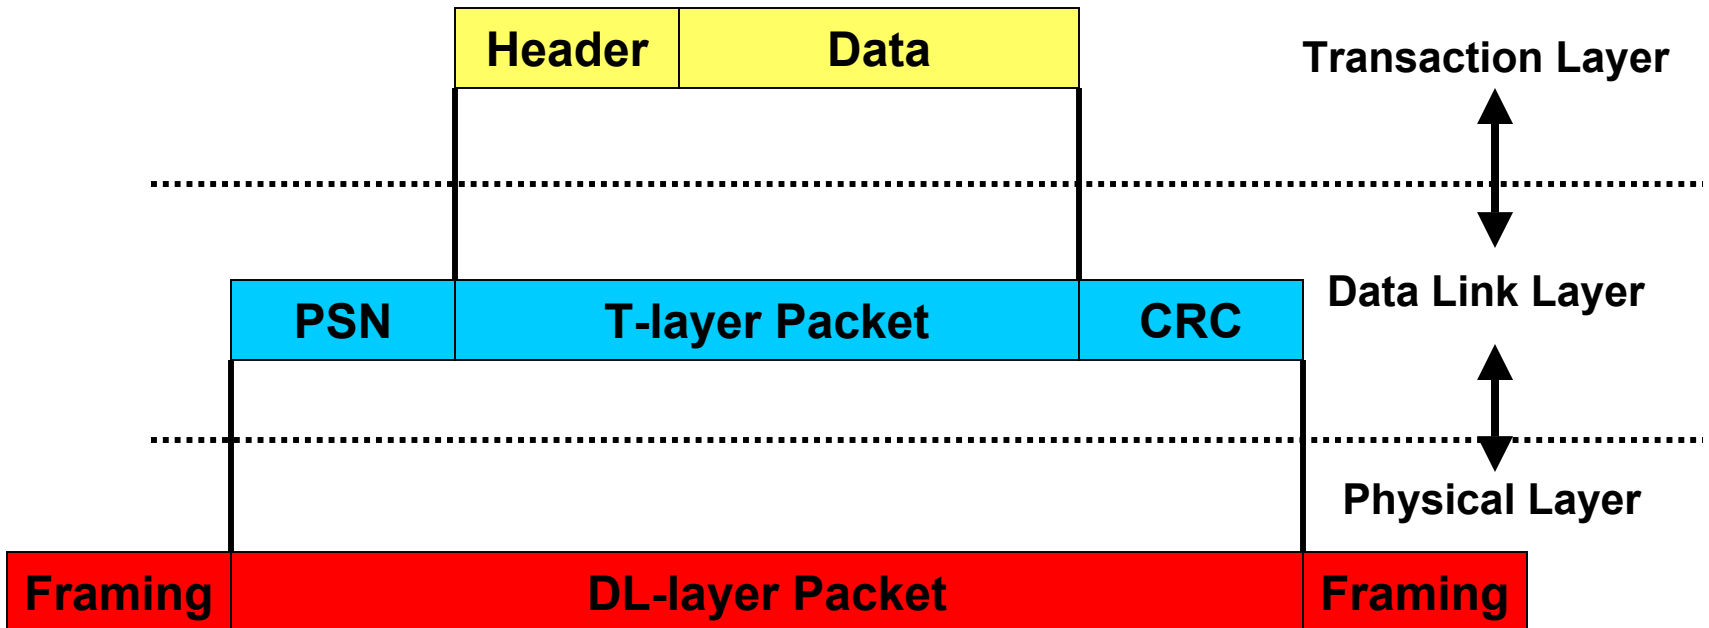 Header Data
Transaction Layer
PSN T-layer Packet CRC
Data Link Layer
Physical Layer
Framing DL-layer Packet Framing